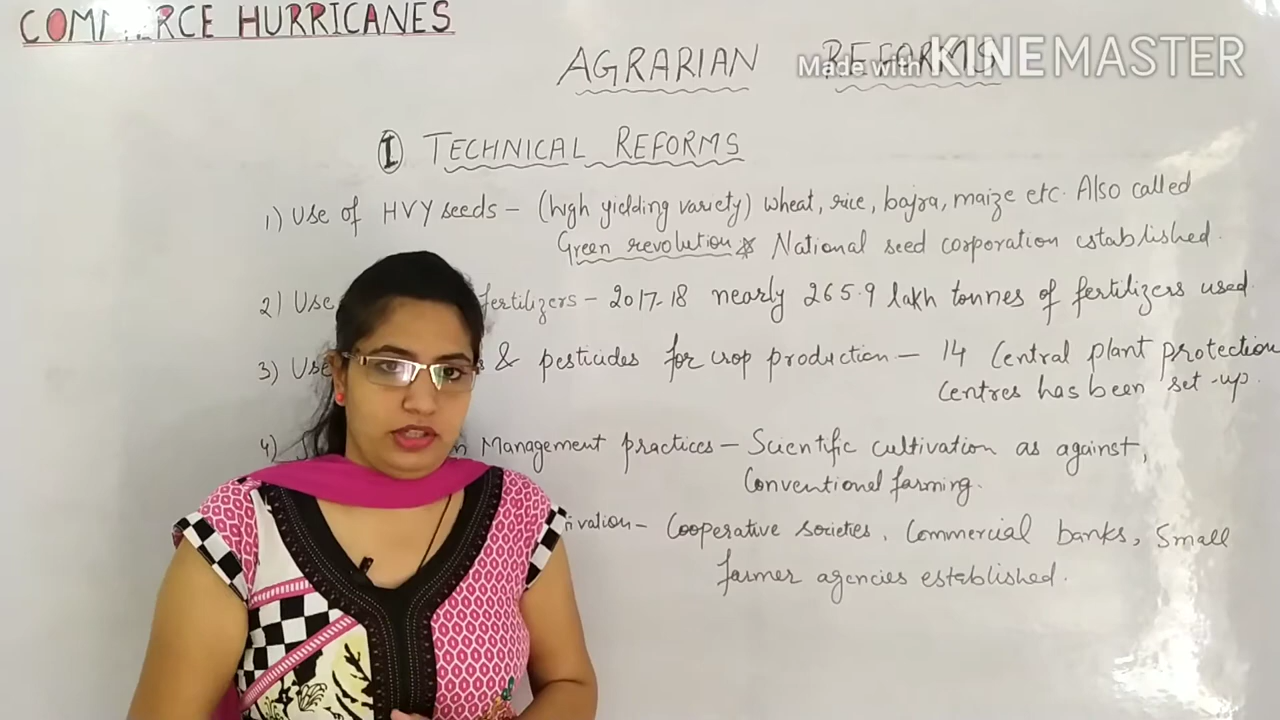 COMMERCE HURRICANES
AGRARIAN REFORMS
Made with KINEMASTER
I TECHNICAL REFORMS
1) Use of HVY seeds – (high yielding variety) wheat, rice, bajra, maize etc. Also called
Green revolution National seed corporation established.
2) Use fertilizers – 2017-18 nearly 265.9 lakh tonnes of fertilizers used.
3) Use & pesticides for crop production – 14 Central plant protection
Centres has been set-up.
4) Management practices – Scientific cultivation as against,
Conventional farming.
ivation – Cooperative societies, Commercial banks, Small
farmer agencies established.